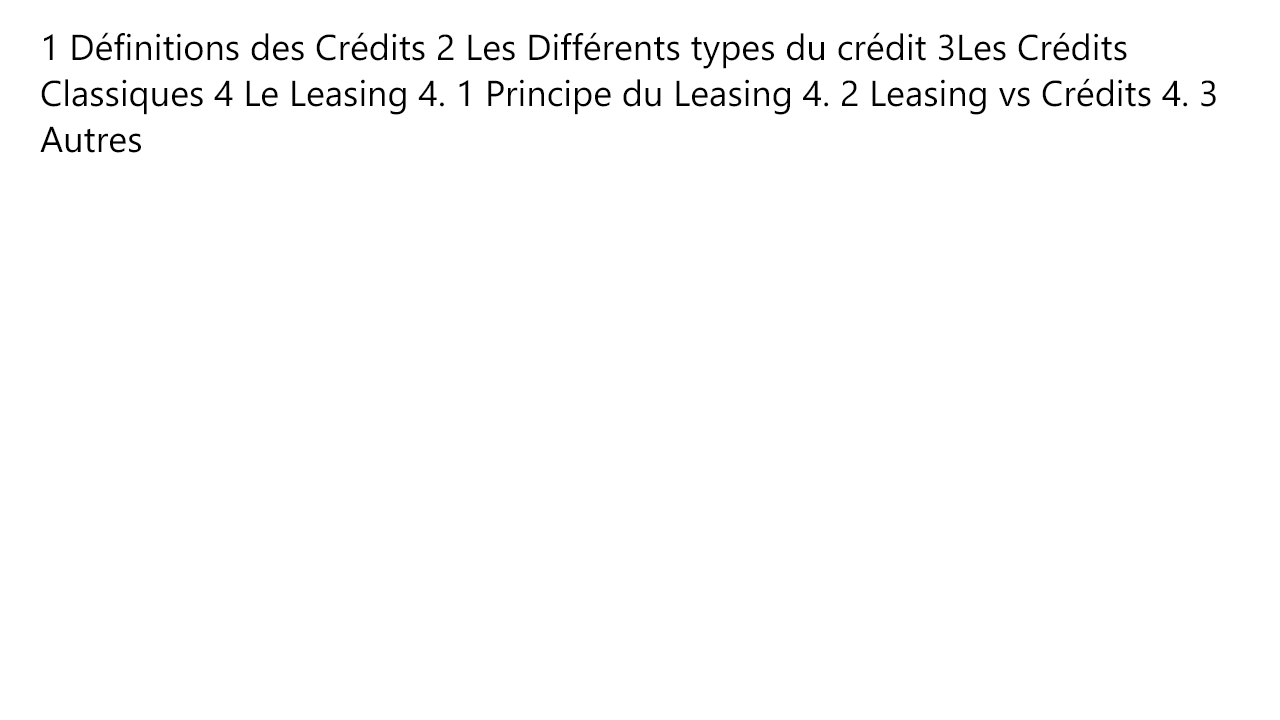 1 Définitions des Crédits 2 Les Différents types du crédit 3Les Crédits
Classiques 4 Le Leasing 4. 1 Principe du Leasing 4. 2 Leasing vs Crédits 4. 3
Autres